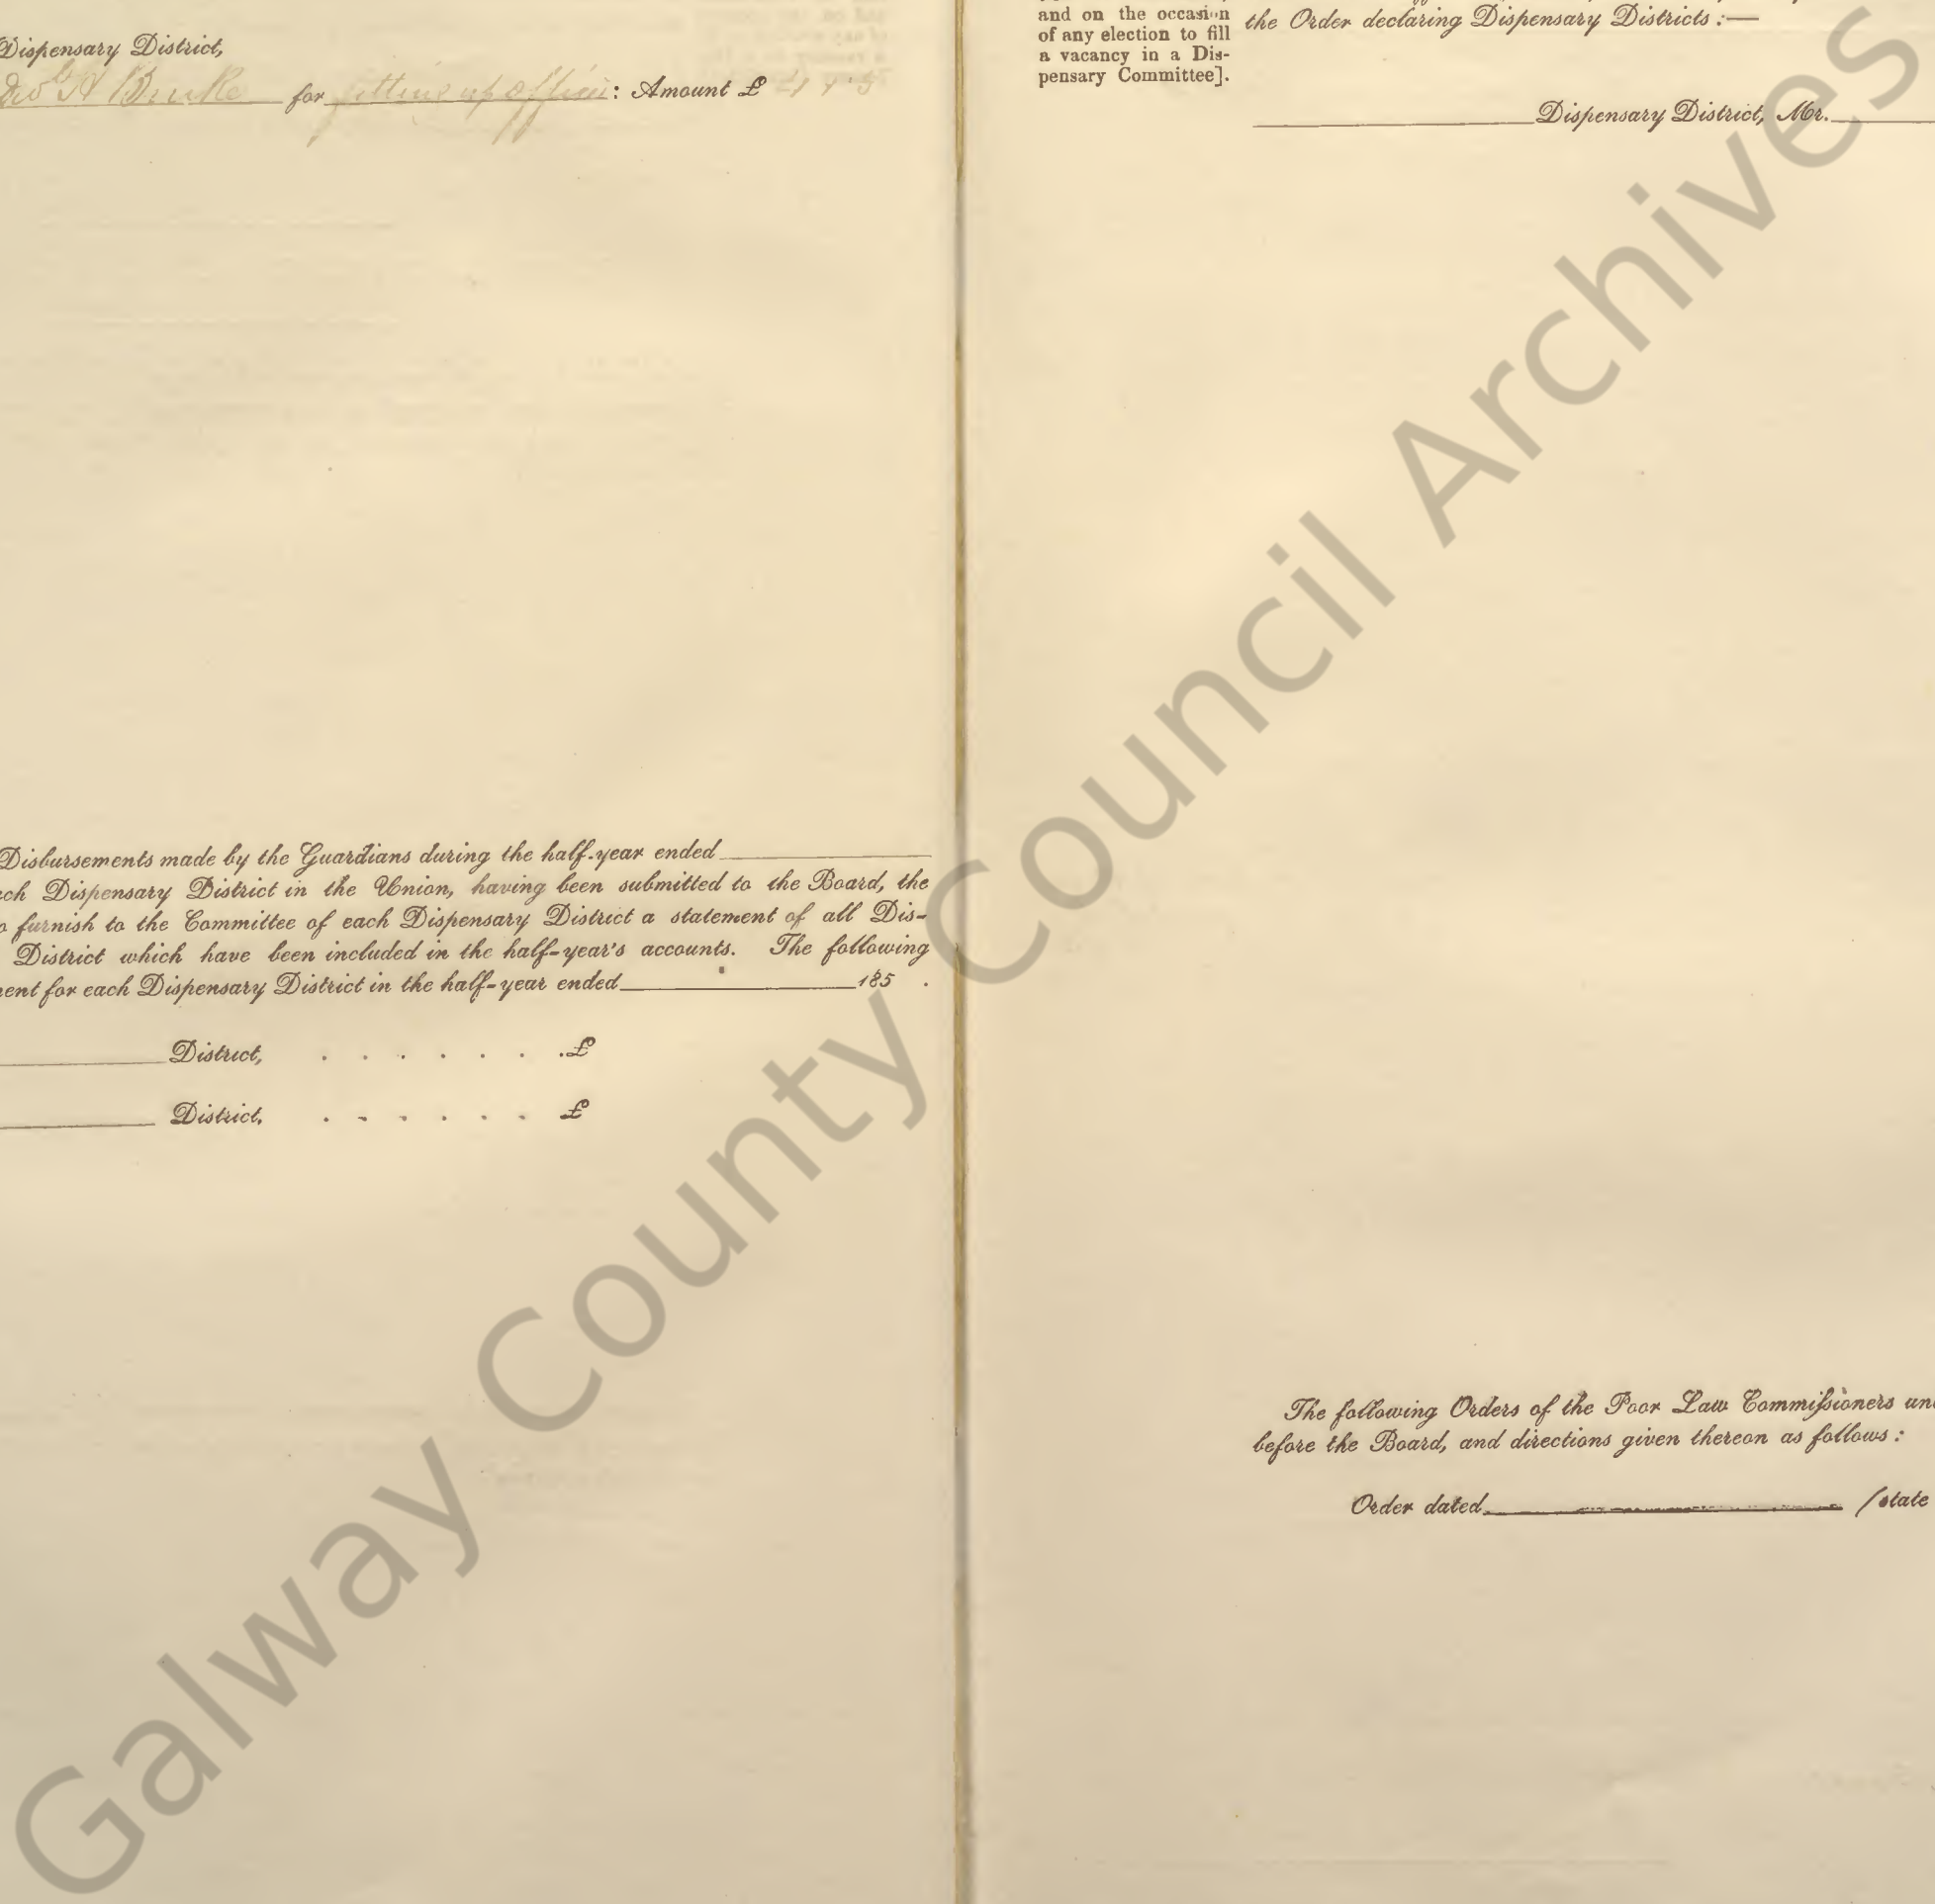 Dispensary District,
A Burke for fitting up offices: Amount £
Disbursements made by the Guardians during the half-year ended
ch Dispensary District in the Union, having been submitted to the Board, the
o furnish to the Committee of each Dispensary District a statement of all Dis-
District which have been included in the half-year's accounts. The following
ent for each Dispensary District in the half-year ended 185 .
District, . . . . . . . £
District. . . . . . . £
and on the occasion
of any election to fill
a vacancy in a Dis-
pensary Committee].
the Order declaring Dispensary Districts :—
Dispensary District, Mr.
The following Orders of the Poor Law Commissioners un
before the Board, and directions given thereon as follows :
Order dated (state
Galway County Council Archives